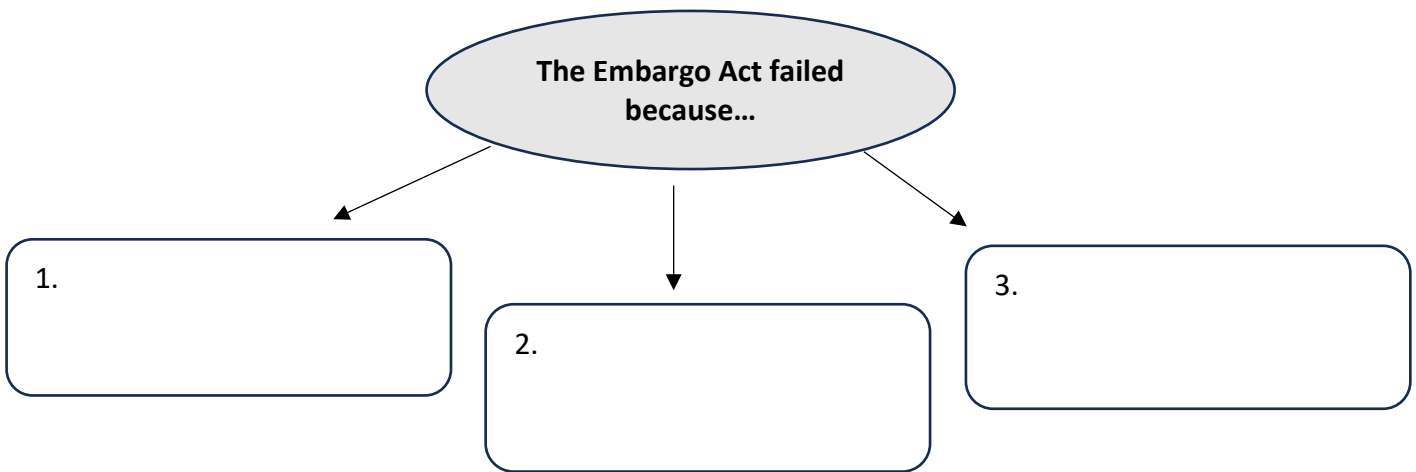 The Embargo Act failed
because…
1.
2.
3.